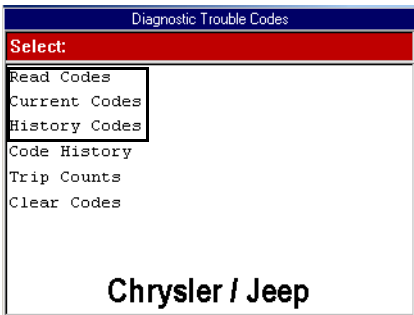 Diagnostic Trouble Codes
Select:
Read Codes
Current Codes
History Codes
Code History
Trip Counts
Clear Codes
Chrysler / Jeep